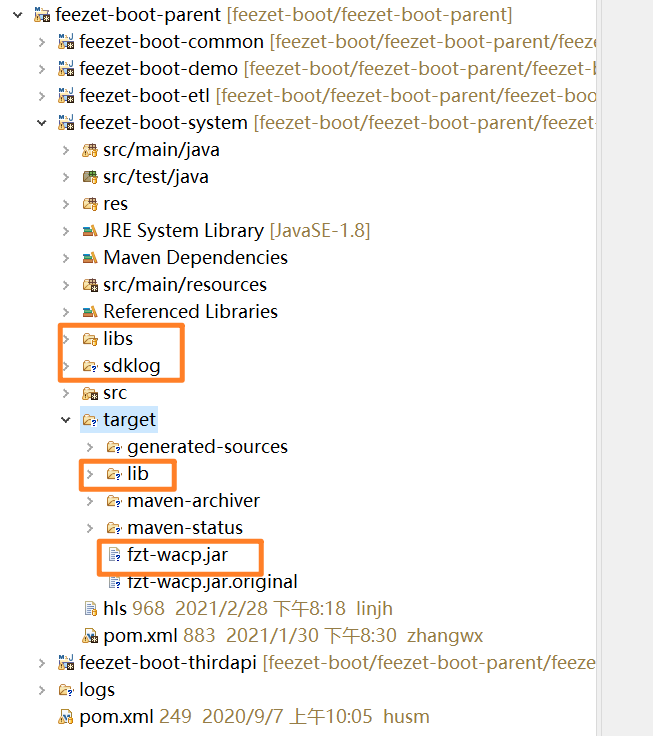 feezet-boot-parent [feezet-boot/feezet-boot-parent]
feezet-boot-common [feezet-boot/feezet-boot-parent/feeze
feezet-boot-demo [feezet-boot/feezet-boot-parent/feezet-b
feezet-boot-etl [feezet-boot/feezet-boot-parent/feezet-boo
feezet-boot-system [feezet-boot/feezet-boot-parent/feezet-
src/main/java
src/test/java
res
JRE System Library [JavaSE-1.8]
Maven Dependencies
src/main/resources
Referenced Libraries
libs
sdklog
src
target
generated-sources
lib
maven-archiver
maven-status
fzt-wacp.jar
fzt-wacp.jar.original
hls 968 2021/2/28 下午8:18 linjh
pom.xml 883 2021/1/30 下午8:30 zhangwx
feezet-boot-thirdapi [feezet-boot/feezet-boot-parent/feeze
logs
pom.xml 249 2020/9/7 上午10:05 husm